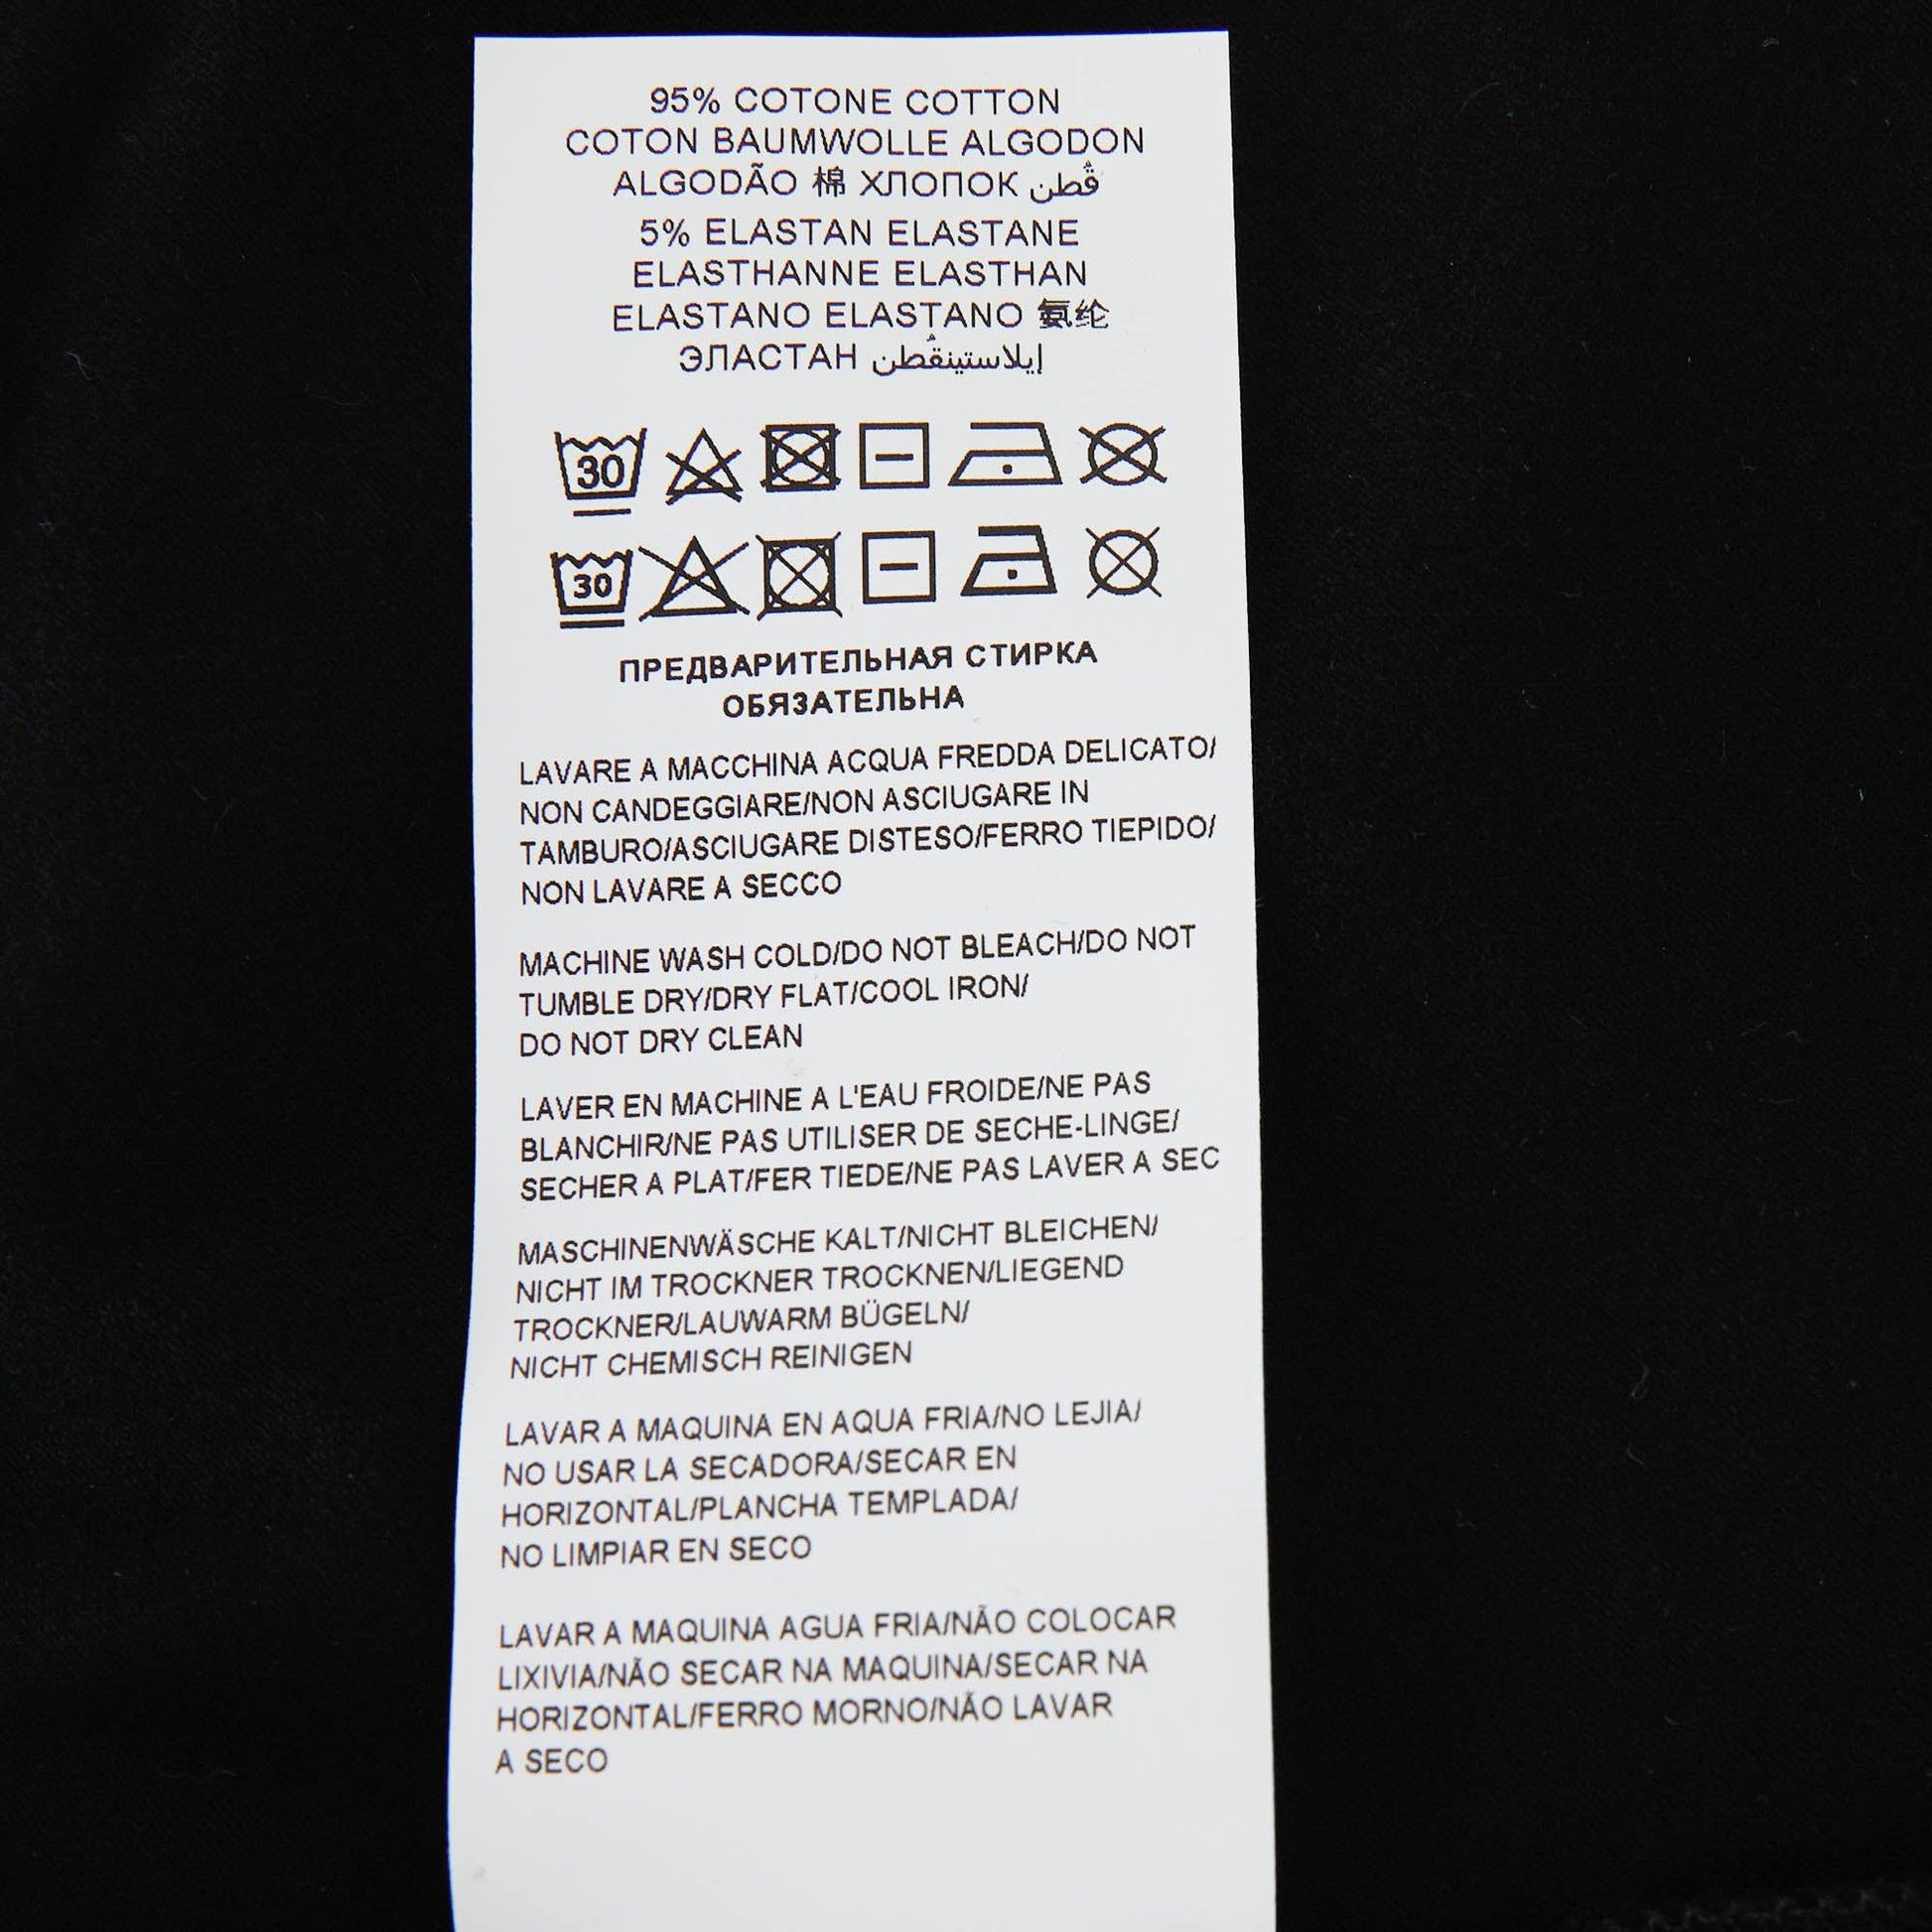 95% COTONE COTTON
COTON BAUMWOLLE ALGODON
ALGODÃO 棉 ХЛОПОК قُطن
5% ELASTAN ELASTANE
ELASTHANNE ELASTHAN
ELASTANO ELASTANO 氨纶
ЭЛАСТАН إيلاستينقُطن
30
30
ПРЕДВАРИТЕЛЬНАЯ СТИРКА
ОБЯЗАТЕЛЬНА
LAVARE A MACCHINA ACQUA FREDDA DELICATO/
NON CANDEGGIARE/NON ASCIUGARE IN
TAMBURO/ASCIUGARE DISTESO/FERRO TIEPIDO/
NON LAVARE A SECCO
MACHINE WASH COLD/DO NOT BLEACH/DO NOT
TUMBLE DRY/DRY FLAT/COOL IRON/
DO NOT DRY CLEAN
LAVER EN MACHINE A L'EAU FROIDE/NE PAS
BLANCHIR/NE PAS UTILISER DE SECHE-LINGE/
SECHER A PLAT/FER TIEDE/NE PAS LAVER A SEC
MASCHINENWÄSCHE KALT/NICHT BLEICHEN/
NICHT IM TROCKNER TROCKNEN/LIEGEND
TROCKNER/LAUWARM BÜGELN/
NICHT CHEMISCH REINIGEN
LAVAR A MAQUINA EN AQUA FRIA/NO LEJIA/
NO USAR LA SECADORA/SECAR EN
HORIZONTAL/PLANCHA TEMPLADA/
NO LIMPIAR EN SECO
LAVAR A MAQUINA AGUA FRIA/NÃO COLOCAR
LIXIVIA/NÃO SECAR NA MAQUINA/SECAR NA
HORIZONTAL/FERRO MORNO/NÃO LAVAR
A SECO